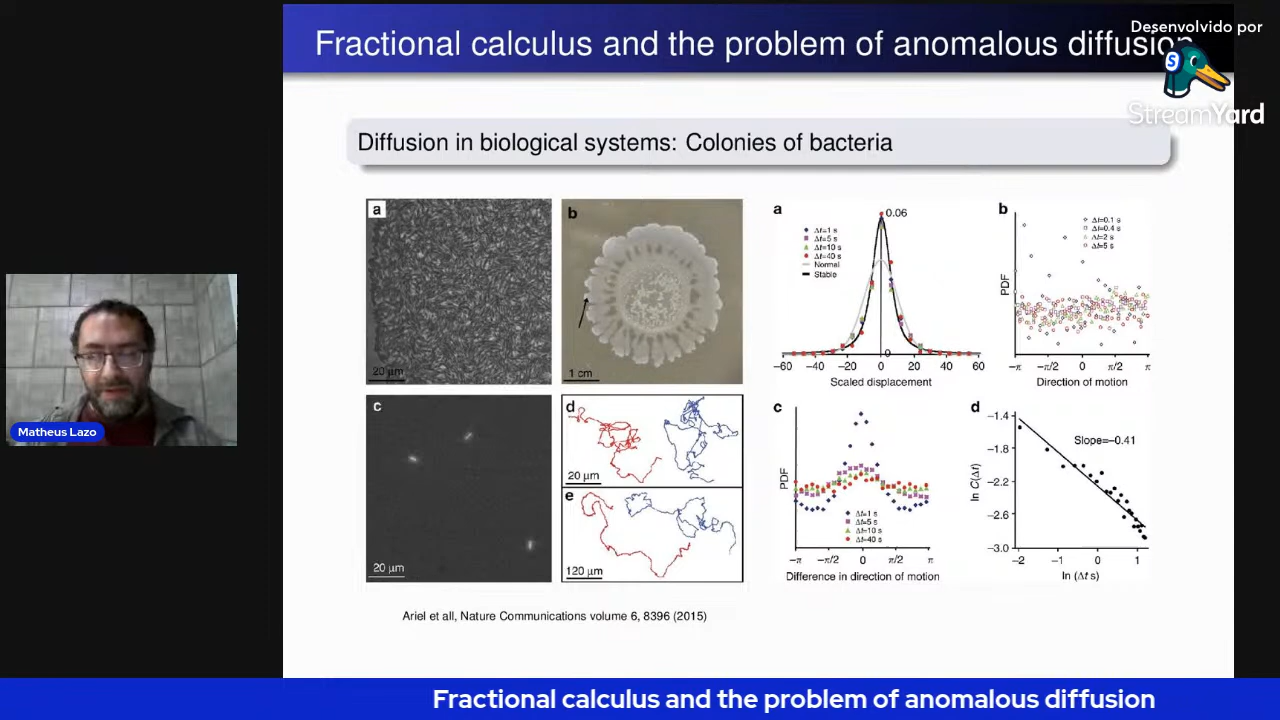 Fractional calculus and the problem of anomalous diffusion
Desenvolvido por
StreamYard
Diffusion in biological systems: Colonies of bacteria
a
20 µm
b
1 cm
c
20 µm
d
20 µm
e
120 µm
a
0.06
Δt=1 s
Δt=5 s
Δt=10 s
Δt=40 s
Normal
Stable
0
−60 −40 −20 0 20 40 60
Scaled displacement
b
Δt=0.1 s
Δt=0.4 s
Δt=2 s
Δt=5 s
PDF
−π −π/2 0 π/2 π
Direction of motion
c
PDF
Δt=1 s
Δt=5 s
Δt=10 s
Δt=40 s
−π −π/2 0 π/2 π
Difference in direction of motion
d
Slope=−0.41
ln C(Δt)
−1.4
−1.8
−2.2
−2.6
−3.0
−2 −1 0 1
ln (Δt s)
Matheus Lazo
Ariel et all, Nature Communications volume 6, 8396 (2015)
Fractional calculus and the problem of anomalous diffusion